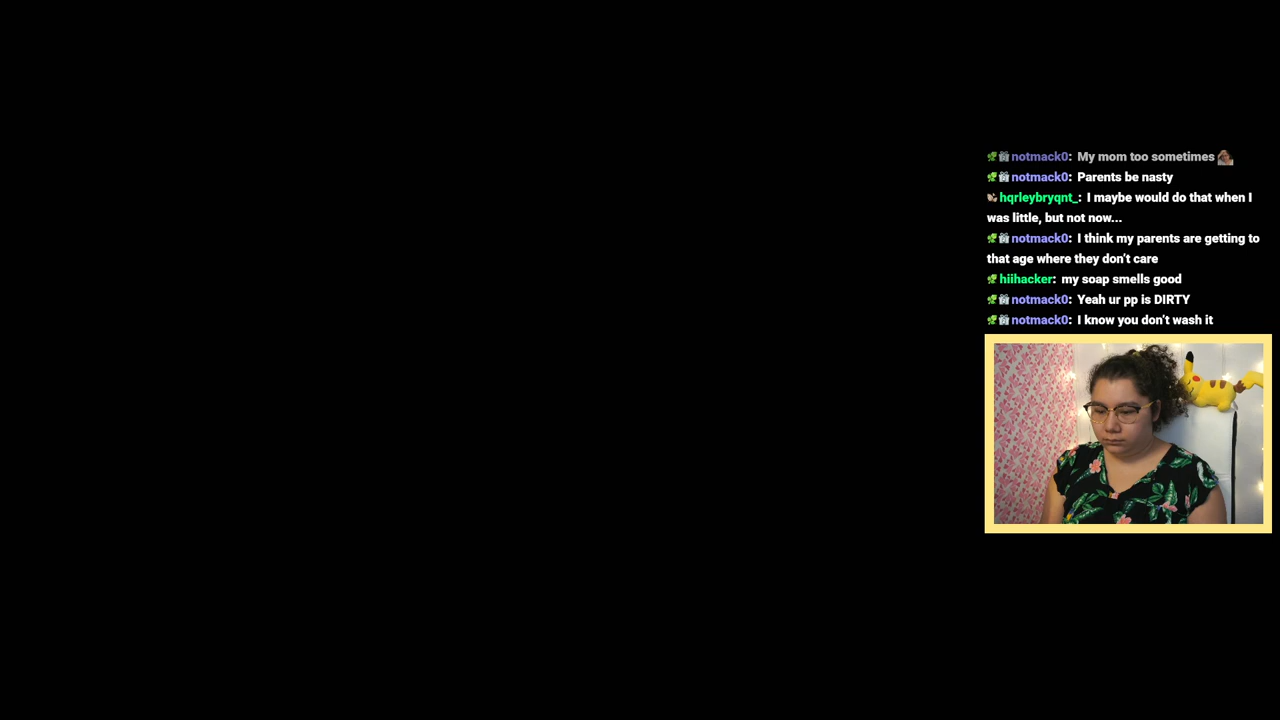 notmack0: My mom too sometimes
notmack0: Parents be nasty
hqrleybryqnt_: I maybe would do that when I
was little, but not now...
notmack0: I think my parents are getting to
that age where they don't care
hiihacker: my soap smells good
notmack0: Yeah ur pp is DIRTY
notmack0: I know you don't wash it